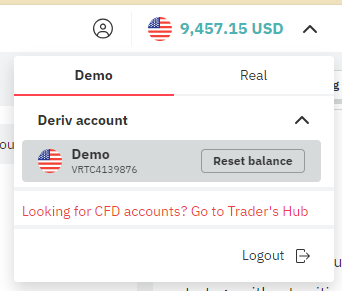 9,457.15 USD
Demo Real
Deriv account
Demo
VRTC4139876
Reset balance
Looking for CFD accounts? Go to Trader's Hub
Logout